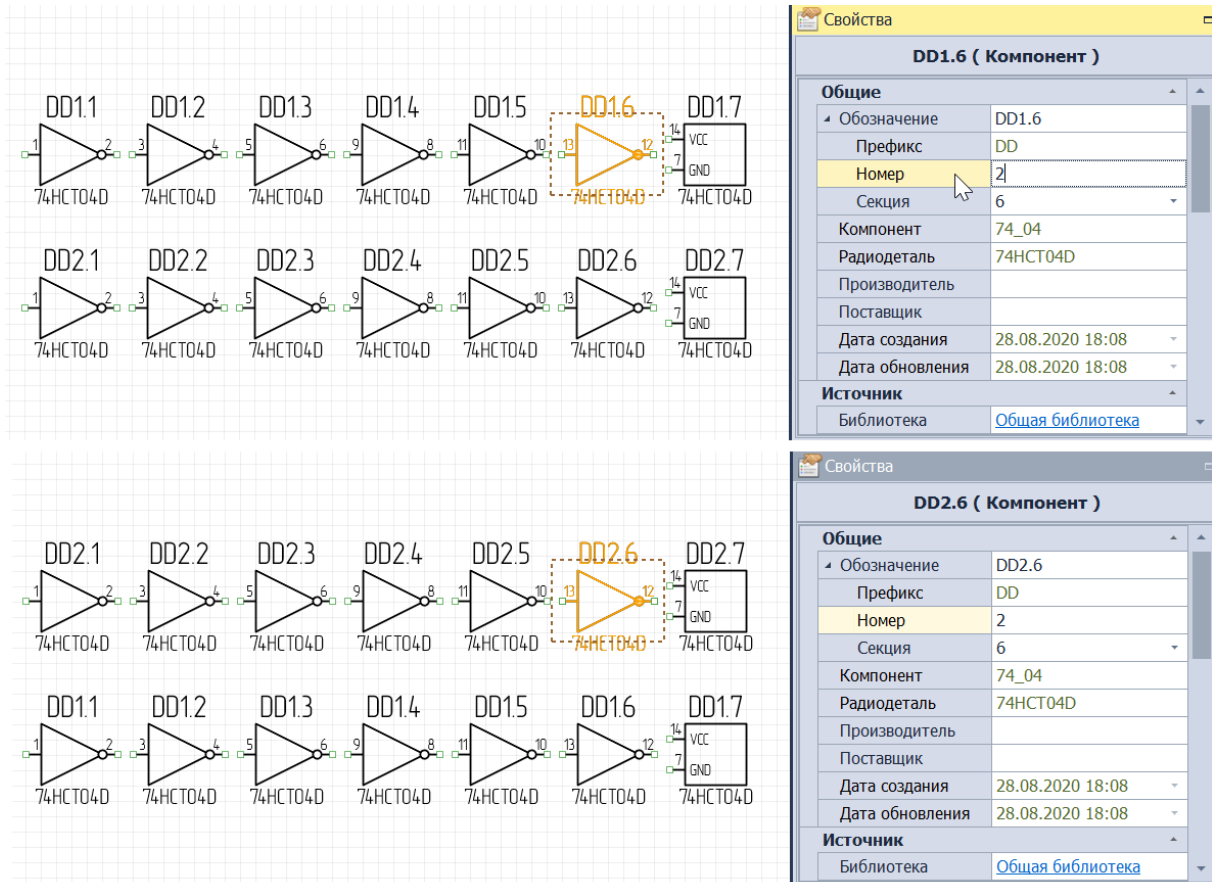 DD1.1 DD1.2 DD1.3 DD1.4 DD1.5 DD1.6 DD1.7
1 2 3 4 5 6 9 8 11 10 13 12 14 VCC
7 GND
74HCT04D 74HCT04D 74HCT04D 74HCT04D 74HCT04D 74HCT04D 74HCT04D
DD2.1 DD2.2 DD2.3 DD2.4 DD2.5 DD2.6 DD2.7
1 2 3 4 5 6 9 8 11 10 13 12 14 VCC
7 GND
74HCT04D 74HCT04D 74HCT04D 74HCT04D 74HCT04D 74HCT04D 74HCT04D
Свойства
DD1.6 ( Компонент )
Общие
Обозначение DD1.6
Префикс DD
Номер 2
Секция 6
Компонент 74_04
Радиодеталь 74HCT04D
Производитель
Поставщик
Дата создания 28.08.2020 18:08
Дата обновления 28.08.2020 18:08
Источник
Библиотека Общая библиотека
DD2.1 DD2.2 DD2.3 DD2.4 DD2.5 DD2.6 DD2.7
1 2 3 4 5 6 9 8 11 10 13 12 14 VCC
7 GND
74HCT04D 74HCT04D 74HCT04D 74HCT04D 74HCT04D 74HCT04D 74HCT04D
DD1.1 DD1.2 DD1.3 DD1.4 DD1.5 DD1.6 DD1.7
1 2 3 4 5 6 9 8 11 10 13 12 14 VCC
7 GND
74HCT04D 74HCT04D 74HCT04D 74HCT04D 74HCT04D 74HCT04D 74HCT04D
Свойства
DD2.6 ( Компонент )
Общие
Обозначение DD2.6
Префикс DD
Номер 2
Секция 6
Компонент 74_04
Радиодеталь 74HCT04D
Производитель
Поставщик
Дата создания 28.08.2020 18:08
Дата обновления 28.08.2020 18:08
Источник
Библиотека Общая библиотека